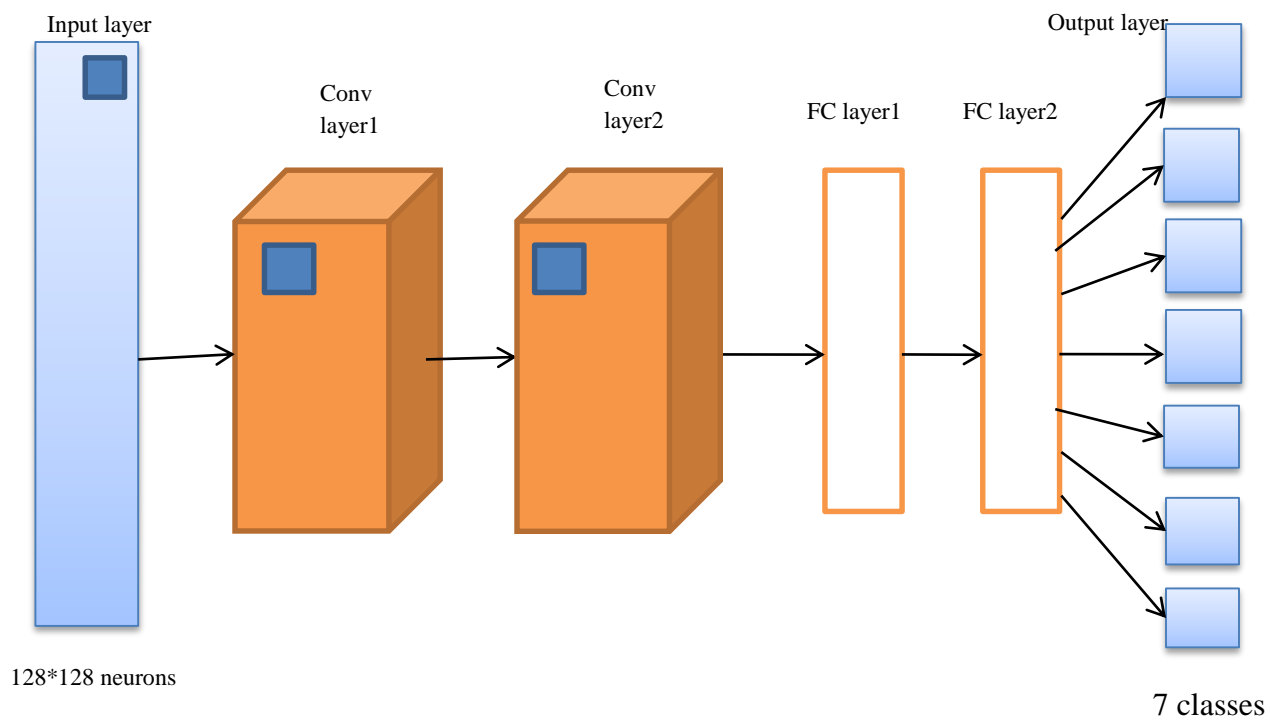 Input layer
Conv
layer1
Conv
layer2
FC layer1
FC layer2
Output layer
128*128 neurons
7 classes